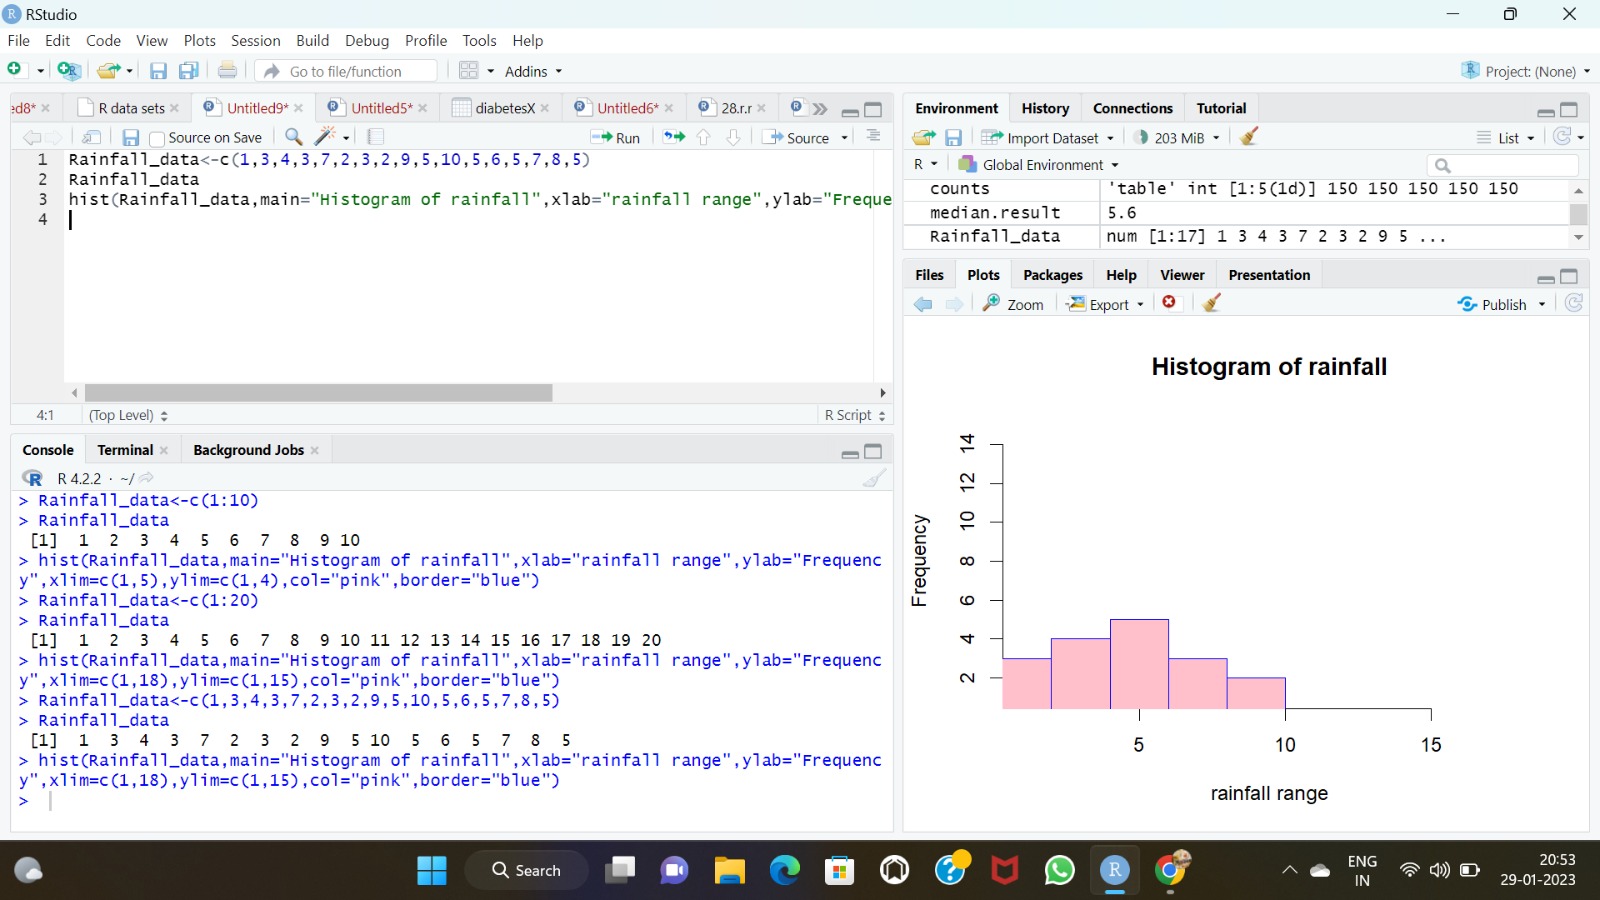 RStudio
File Edit Code View Plots Session Build Debug Profile Tools Help
Go to file/function Addins Project: (None)
ed8* R data sets Untitled9* Untitled5* diabetesX Untitled6* 28.r.r
Source on Save Run Source
1 Rainfall_data<-c(1,3,4,3,7,2,3,2,9,5,10,5,6,5,7,8,5)
2 Rainfall_data
3 hist(Rainfall_data,main="Histogram of rainfall",xlab="rainfall range",ylab="Freque
4
4:1 (Top Level) R Script
Console Terminal Background Jobs
R 4.2.2 · ~/
> Rainfall_data<-c(1:10)
> Rainfall_data
[1] 1 2 3 4 5 6 7 8 9 10
> hist(Rainfall_data,main="Histogram of rainfall",xlab="rainfall range",ylab="Frequenc
y",xlim=c(1,5),ylim=c(1,4),col="pink",border="blue")
> Rainfall_data<-c(1:20)
> Rainfall_data
[1] 1 2 3 4 5 6 7 8 9 10 11 12 13 14 15 16 17 18 19 20
> hist(Rainfall_data,main="Histogram of rainfall",xlab="rainfall range",ylab="Frequenc
y",xlim=c(1,18),ylim=c(1,15),col="pink",border="blue")
> Rainfall_data<-c(1,3,4,3,7,2,3,2,9,5,10,5,6,5,7,8,5)
> Rainfall_data
[1] 1 3 4 3 7 2 3 2 9 5 10 5 6 5 7 8 5
> hist(Rainfall_data,main="Histogram of rainfall",xlab="rainfall range",ylab="Frequenc
y",xlim=c(1,18),ylim=c(1,15),col="pink",border="blue")
>
Environment History Connections Tutorial
Import Dataset 203 MiB List
R Global Environment
counts 'table' int [1:5(1d)] 150 150 150 150 150
median.result 5.6
Rainfall_data num [1:17] 1 3 4 3 7 2 3 2 9 5 ...
Files Plots Packages Help Viewer Presentation
Zoom Export Publish
Histogram of rainfall
Frequency
14
12
10
8
6
4
2
5 10 15
rainfall range
Search
ENG
IN
20:53
29-01-2023